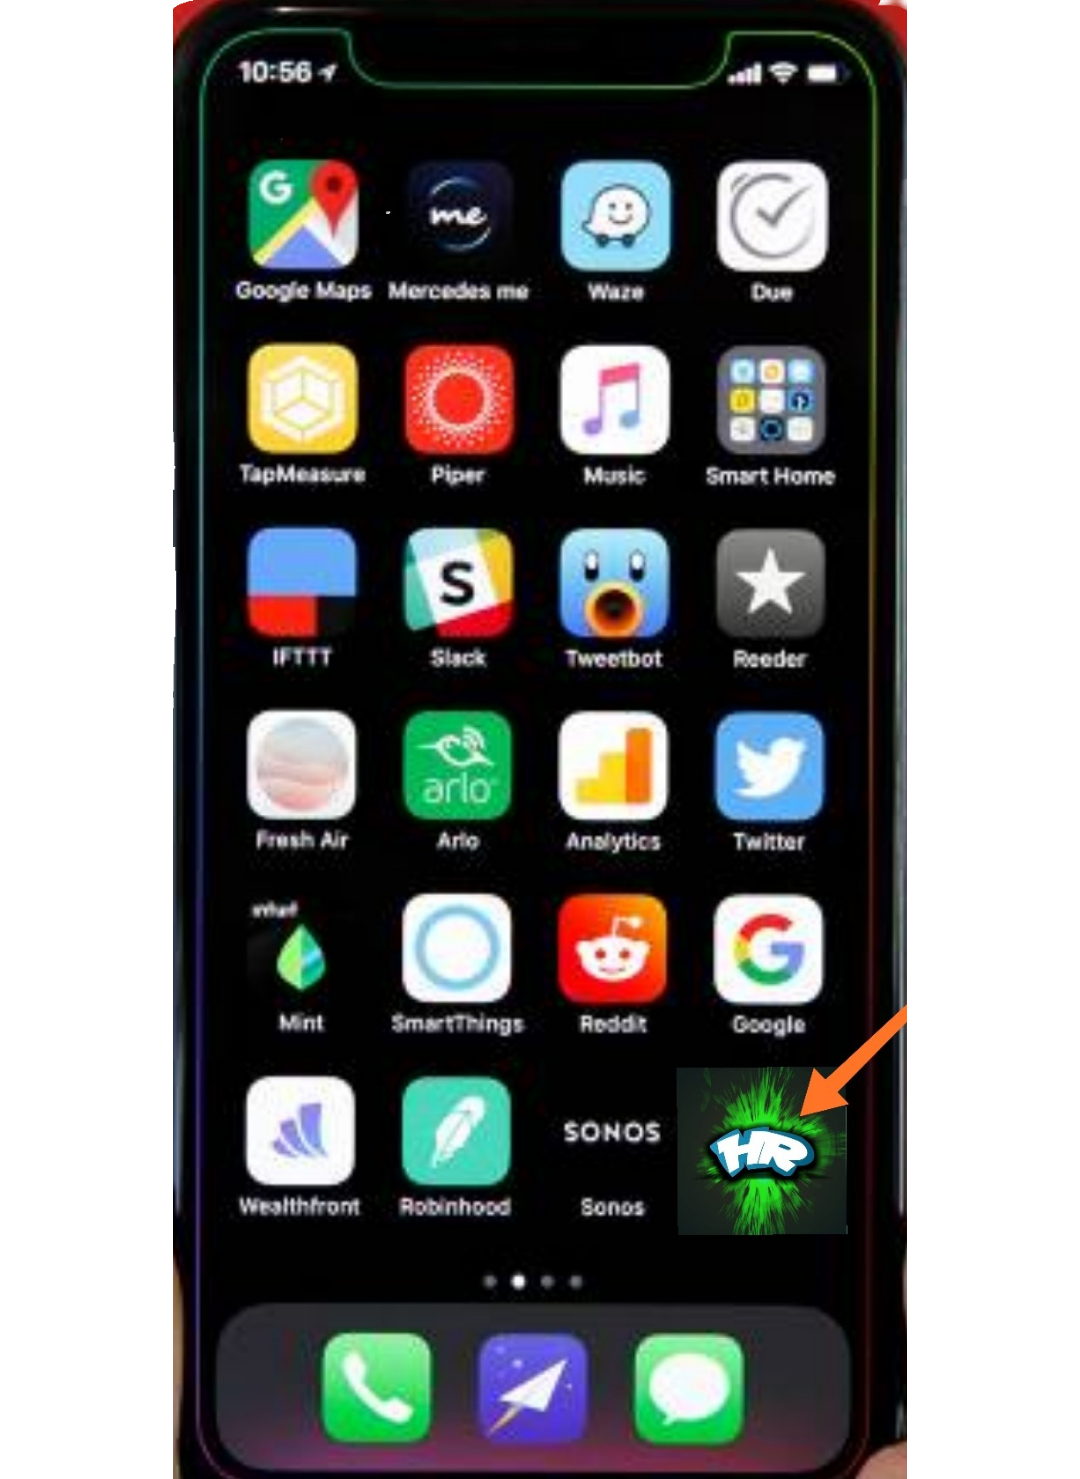 10:56
Google Maps Mercedes me Waze Due
me
TapMeasure Piper Music Smart Home
S
IFTTT Slack Tweetbot Reeder
arlo
Fresh Air Arlo Analytics Twitter
Mint SmartThings Reddit Google
SONOS
HR
Wealthfront Robinhood Sonos